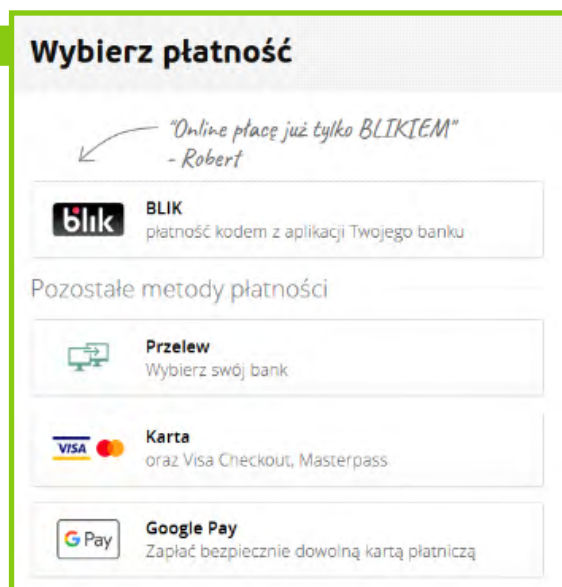 Wybierz płatność
"Online płacę już tylko BLIKIEM"
- Robert
blik
BLIK
płatność kodem z aplikacji Twojego banku
Pozostałe metody płatności
Przelew
Wybierz swój bank
VISA
Karta
oraz Visa Checkout, Masterpass
G Pay
Google Pay
Zapłać bezpiecznie dowolną kartą płatniczą